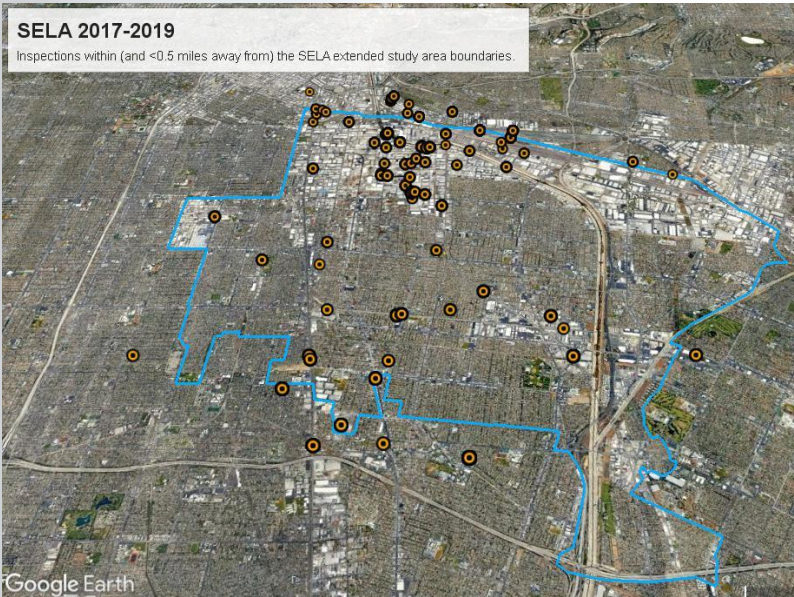 SELA 2017-2019
Inspections within (and <0.5 miles away from) the SELA extended study area boundaries.
Google Earth